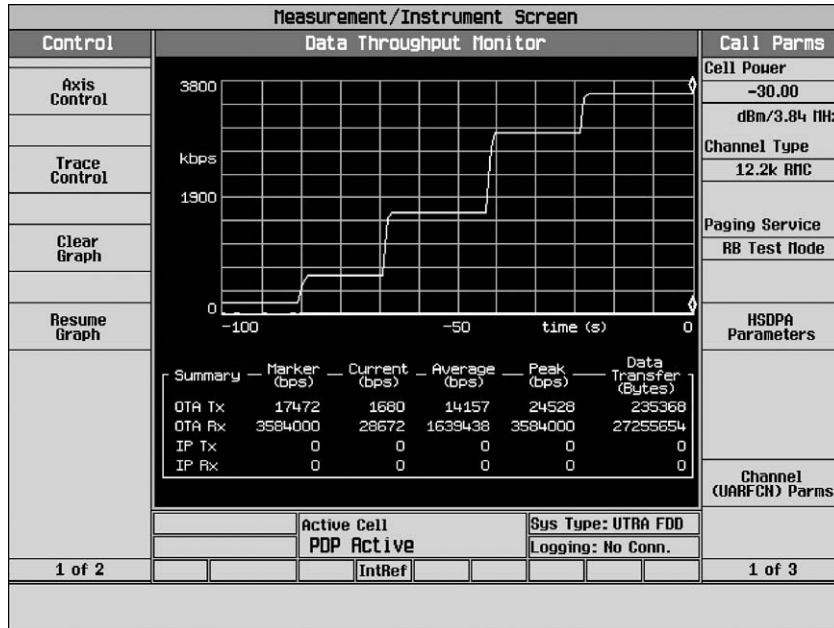 Measurement/Instrument Screen
Control
Data Throughput Monitor
Call Parms
Axis
Control
Trace
Control
Clear
Graph
Resume
Graph
1 of 2
3800
kbps
1900
0
-100
-50
time (s)
0
Summary Marker (bps) Current (bps) Average (bps) Peak (bps) Data Transfer (Bytes)
OTA Tx 17472 1680 14157 24528 235368
OTA Rx 3584000 28672 1639438 3584000 27255654
IP Tx 0 0 0 0 0
IP Rx 0 0 0 0 0
Active Cell
PDP Active
Sys Type: UTRA FDD
Logging: No Conn.
IntRef
Cell Power
-30.00
dBm/3.84 MHz
Channel Type
12.2k RMC
Paging Service
RB Test Mode
HSDPA
Parameters
Channel
(UARFCN) Parms
1 of 3